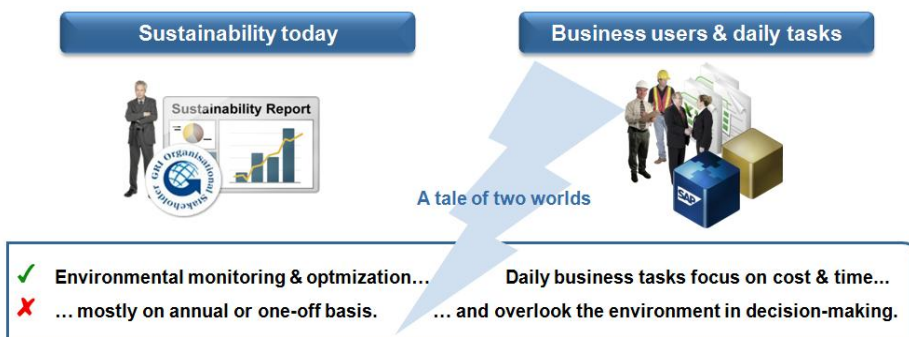 Sustainability today
Business users & daily tasks
Sustainability Report
GRI Organisational Stakeholder
SAP
A tale of two worlds
✓ Environmental monitoring & optmization…
✗ … mostly on annual or one-off basis.
Daily business tasks focus on cost & time...
… and overlook the environment in decision-making.